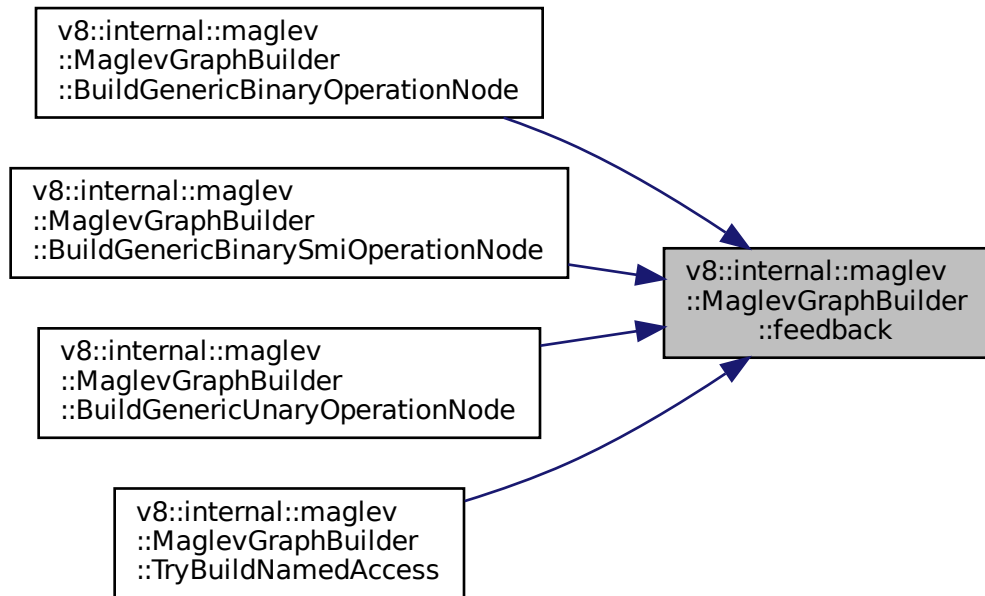 v8::internal::maglev
::MaglevGraphBuilder
::BuildGenericBinaryOperationNode
v8::internal::maglev
::MaglevGraphBuilder
::BuildGenericBinarySmiOperationNode
v8::internal::maglev
::MaglevGraphBuilder
::feedback
v8::internal::maglev
::MaglevGraphBuilder
::BuildGenericUnaryOperationNode
v8::internal::maglev
::MaglevGraphBuilder
::TryBuildNamedAccess